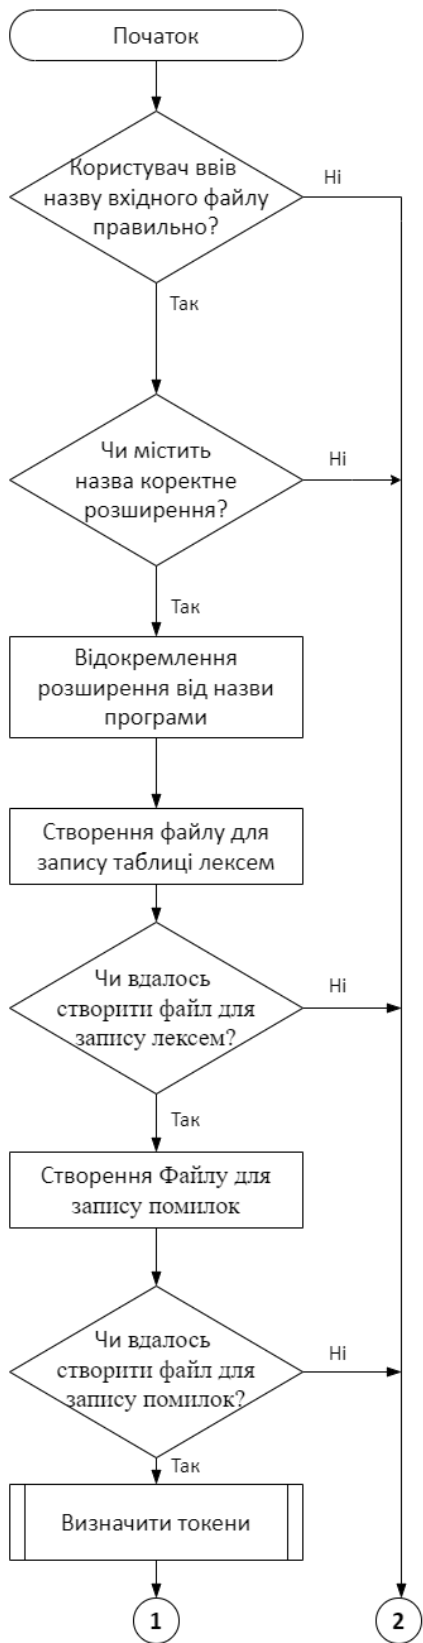 Початок
Користувач ввів
назву вхідного файлу
правильно?
Ні
Так
Чи містить
назва коректне
розширення?
Ні
Так
Відокремлення
розширення від назви
програми
Створення файлу для
запису таблиці лексем
Чи вдалось
створити файл для
запису лексем?
Ні
Так
Створення Файлу для
запису помилок
Чи вдалось
створити файл для
запису помилок?
Ні
Так
Визначити токени
1
2